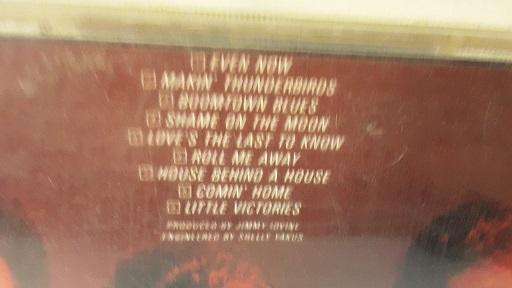 EVEN NOW
MAKIN' THUNDERBIRDS
BOOMTOWN BLUES
SHAME ON THE MOON
LOVE'S THE LAST TO KNOW
ROLL ME AWAY
HOUSE BEHIND A HOUSE
COMIN' HOME
LITTLE VICTORIES
PRODUCED BY JIMMY IOVINE
ENGINEERED BY SHELLY YAKUS